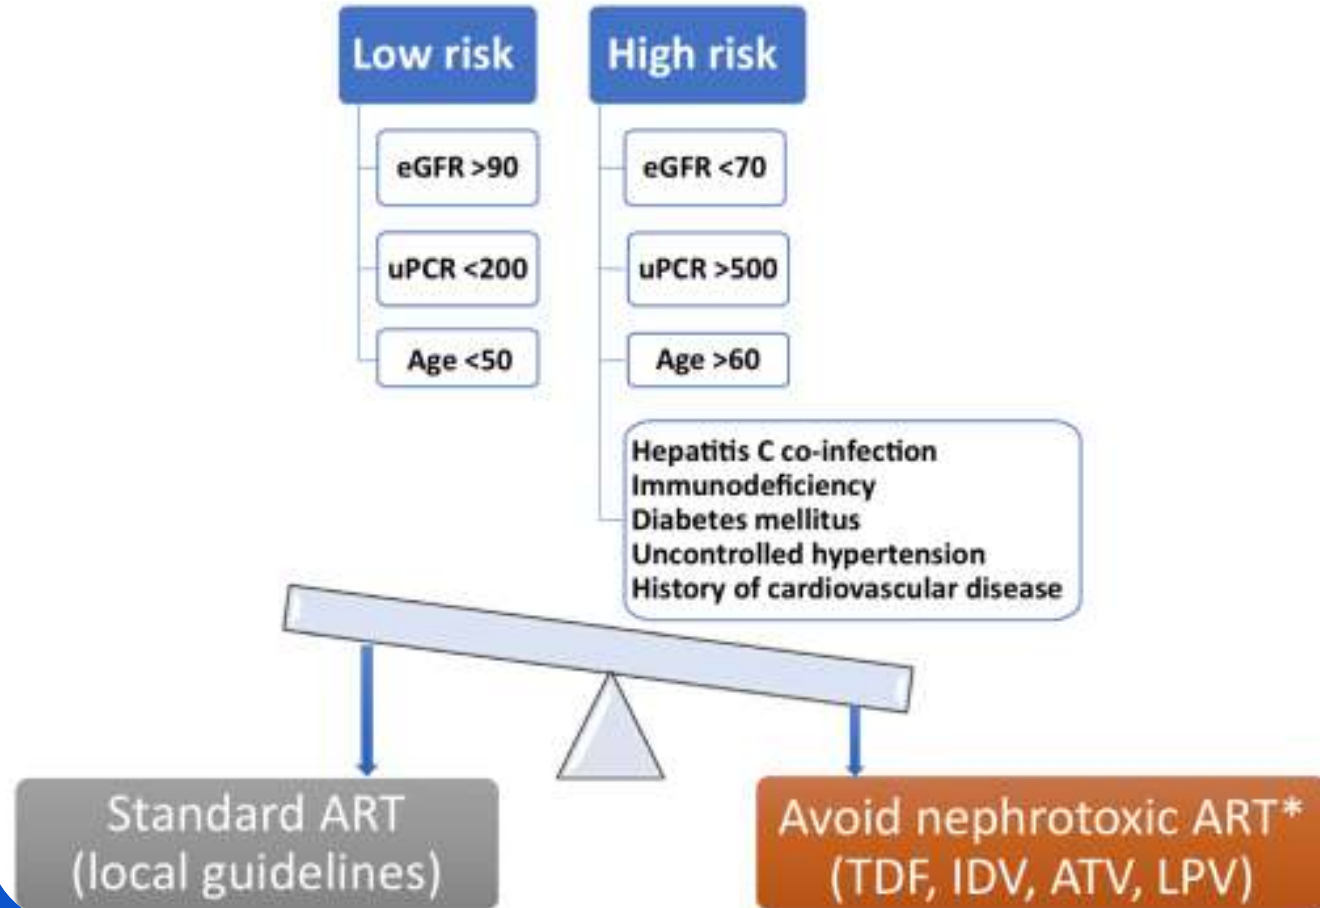 Low risk
eGFR >90
uPCR <200
Age <50
High risk
eGFR <70
uPCR >500
Age >60
Hepatitis C co-infection
Immunodeficiency
Diabetes mellitus
Uncontrolled hypertension
History of cardiovascular disease
Standard ART
(local guidelines)
Avoid nephrotoxic ART*
(TDF, IDV, ATV, LPV)